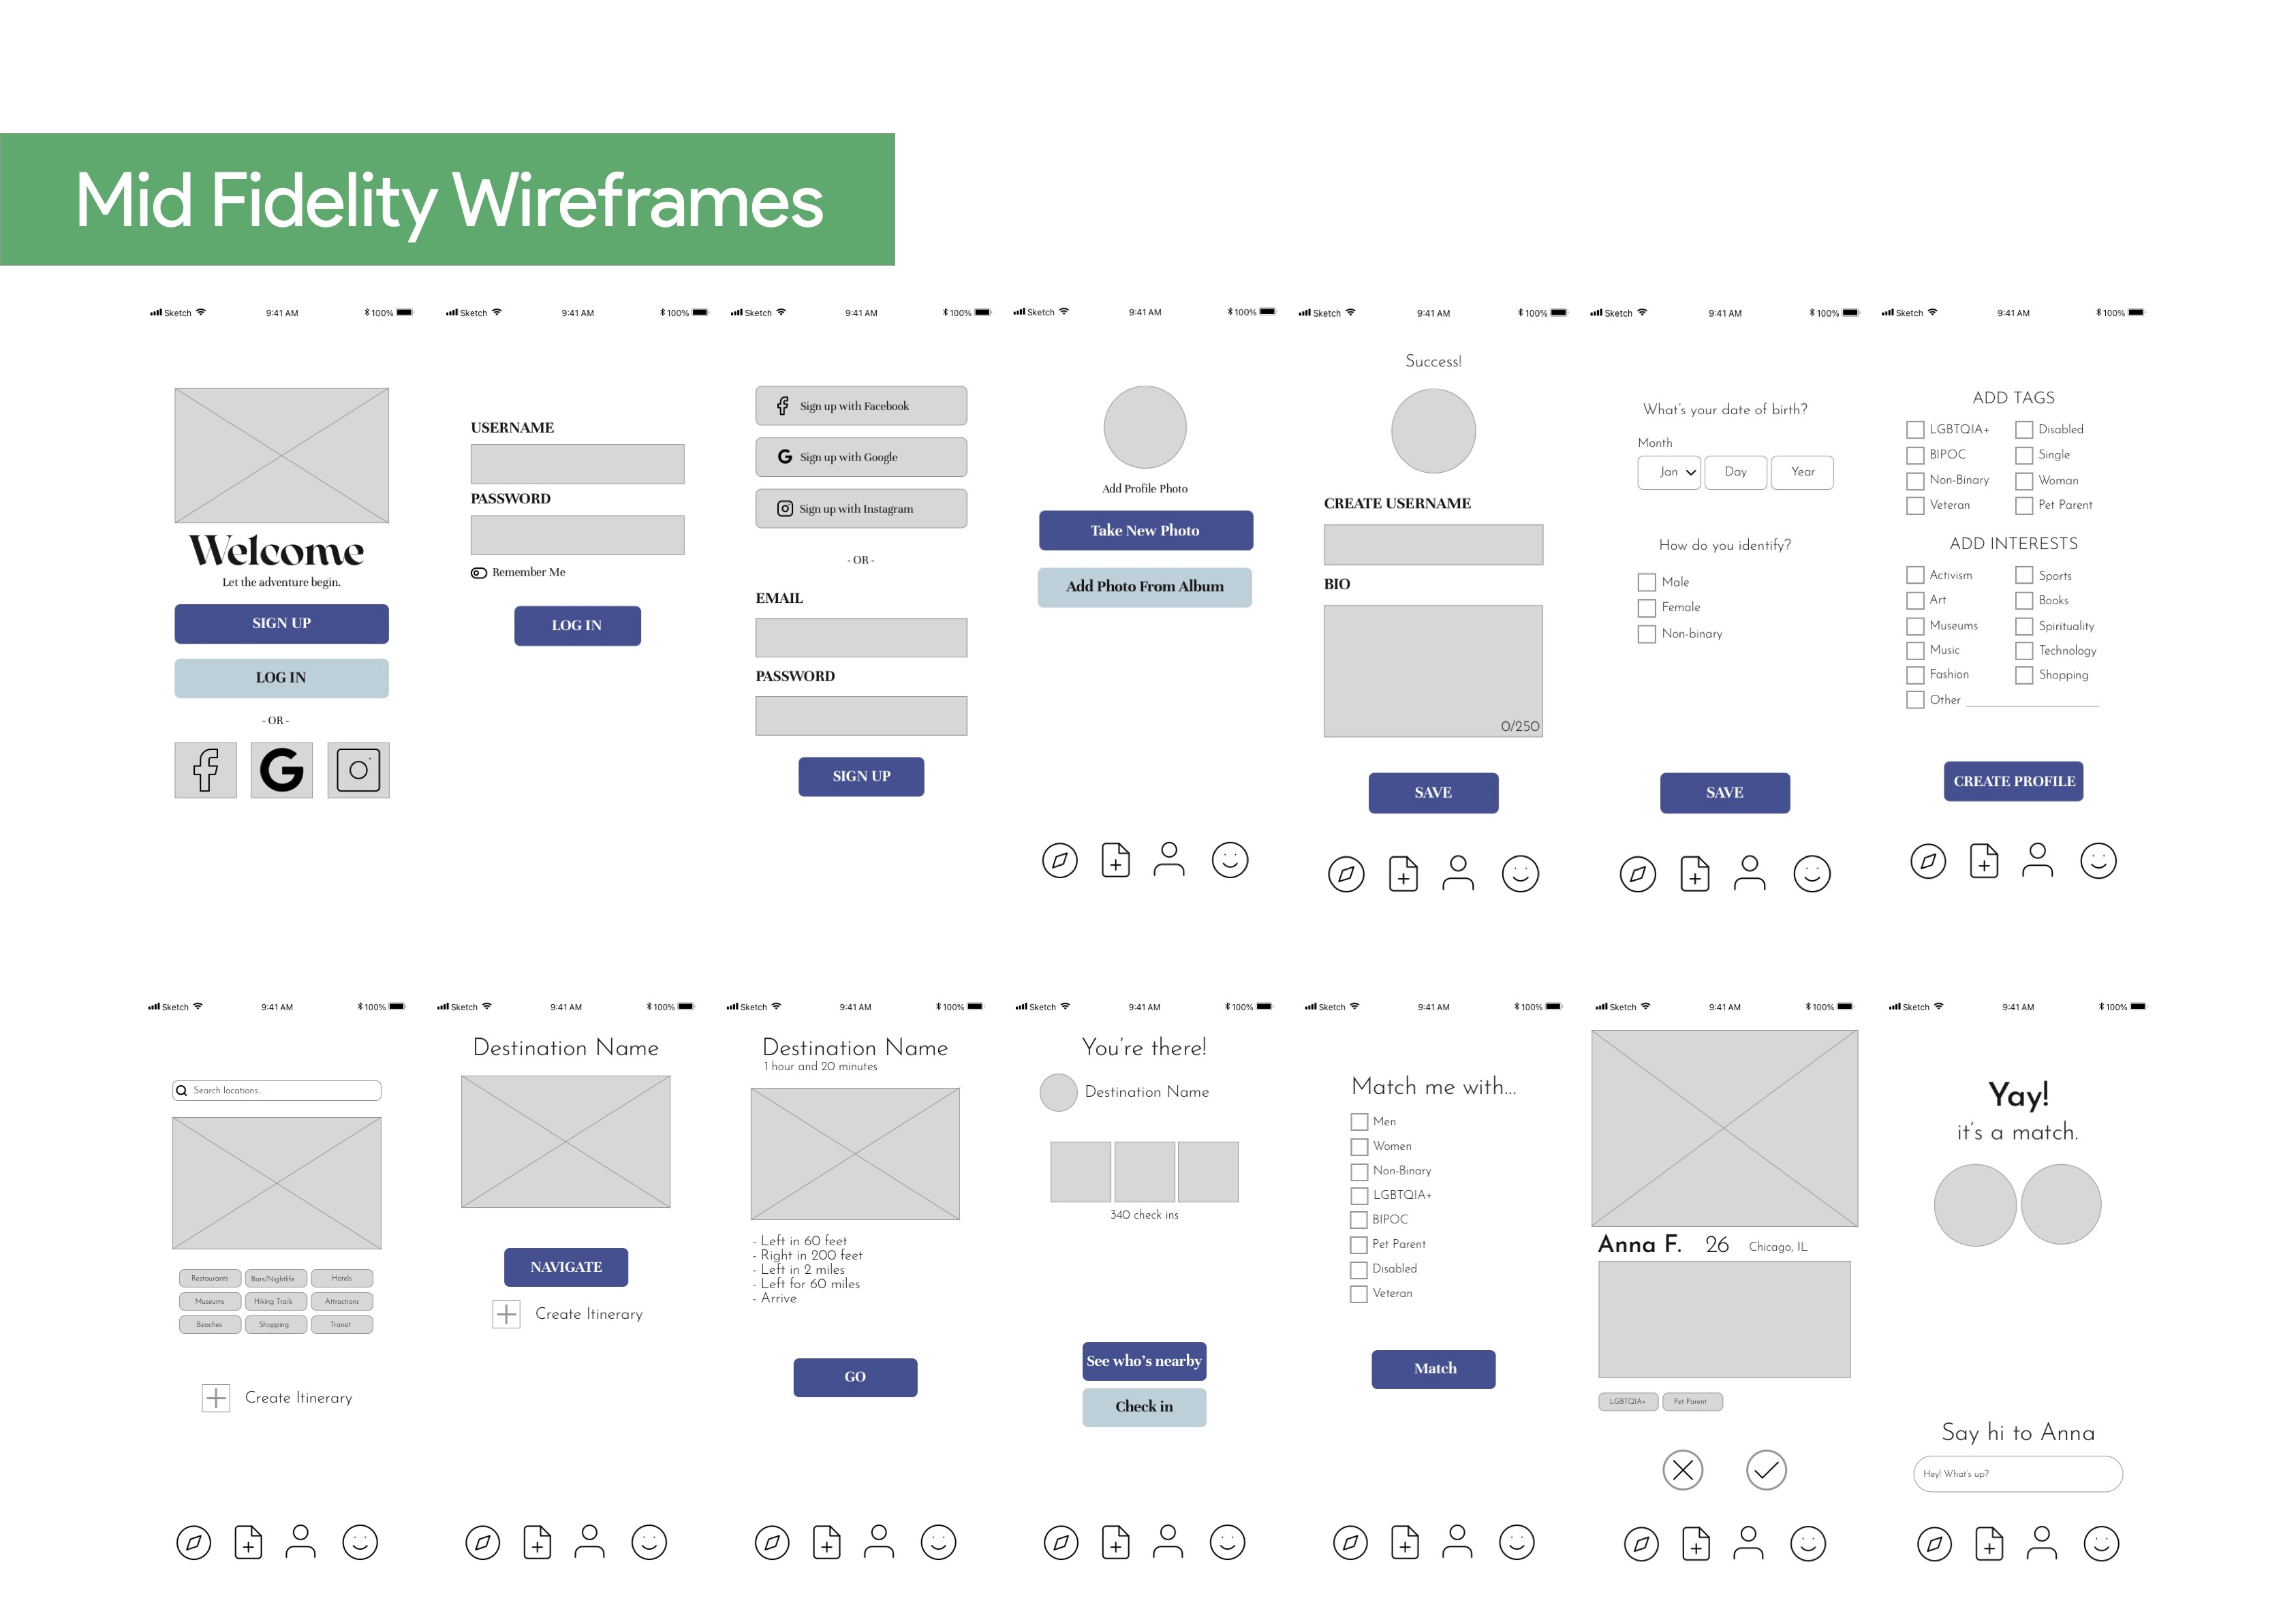 Mid Fidelity Wireframes
Sketch 9:41 AM 100%
Welcome
Let the adventure begin.
SIGN UP
LOG IN
- OR -
Sketch 9:41 AM 100%
USERNAME
PASSWORD
Remember Me
LOG IN
Sketch 9:41 AM 100%
Sign up with Facebook
Sign up with Google
Sign up with Instagram
- OR -
EMAIL
PASSWORD
SIGN UP
Sketch 9:41 AM 100%
Add Profile Photo
Take New Photo
Add Photo From Album
Sketch 9:41 AM 100%
Success!
CREATE USERNAME
BIO
0/250
SAVE
Sketch 9:41 AM 100%
What's your date of birth?
Month
Jan Day Year
How do you identify?
Male
Female
Non-binary
SAVE
Sketch 9:41 AM 100%
ADD TAGS
LGBTQIA+ Disabled
BIPOC Single
Non-Binary Woman
Veteran Pet Parent
ADD INTERESTS
Activism Sports
Art Books
Museums Spirituality
Music Technology
Fashion Shopping
Other
CREATE PROFILE
Sketch 9:41 AM 100%
Search locations...
Restaurants Bars/Nightlife Hotels
Museums Hiking Trails Attractions
Beaches Shopping Transit
Create Itinerary
Sketch 9:41 AM 100%
Destination Name
NAVIGATE
Create Itinerary
Sketch 9:41 AM 100%
Destination Name
1 hour and 20 minutes
- Left in 60 feet
- Right in 200 feet
- Left in 2 miles
- Left for 60 miles
- Arrive
GO
Sketch 9:41 AM 100%
You're there!
Destination Name
340 check ins
See who's nearby
Check in
Sketch 9:41 AM 100%
Match me with...
Men
Women
Non-Binary
LGBTQIA+
BIPOC
Pet Parent
Disabled
Veteran
Match
Sketch 9:41 AM 100%
Anna F. 26 Chicago, IL
LGBTQIA+ Pet Parent
Sketch 9:41 AM 100%
Yay!
it's a match.
Say hi to Anna
Hey! What's up?